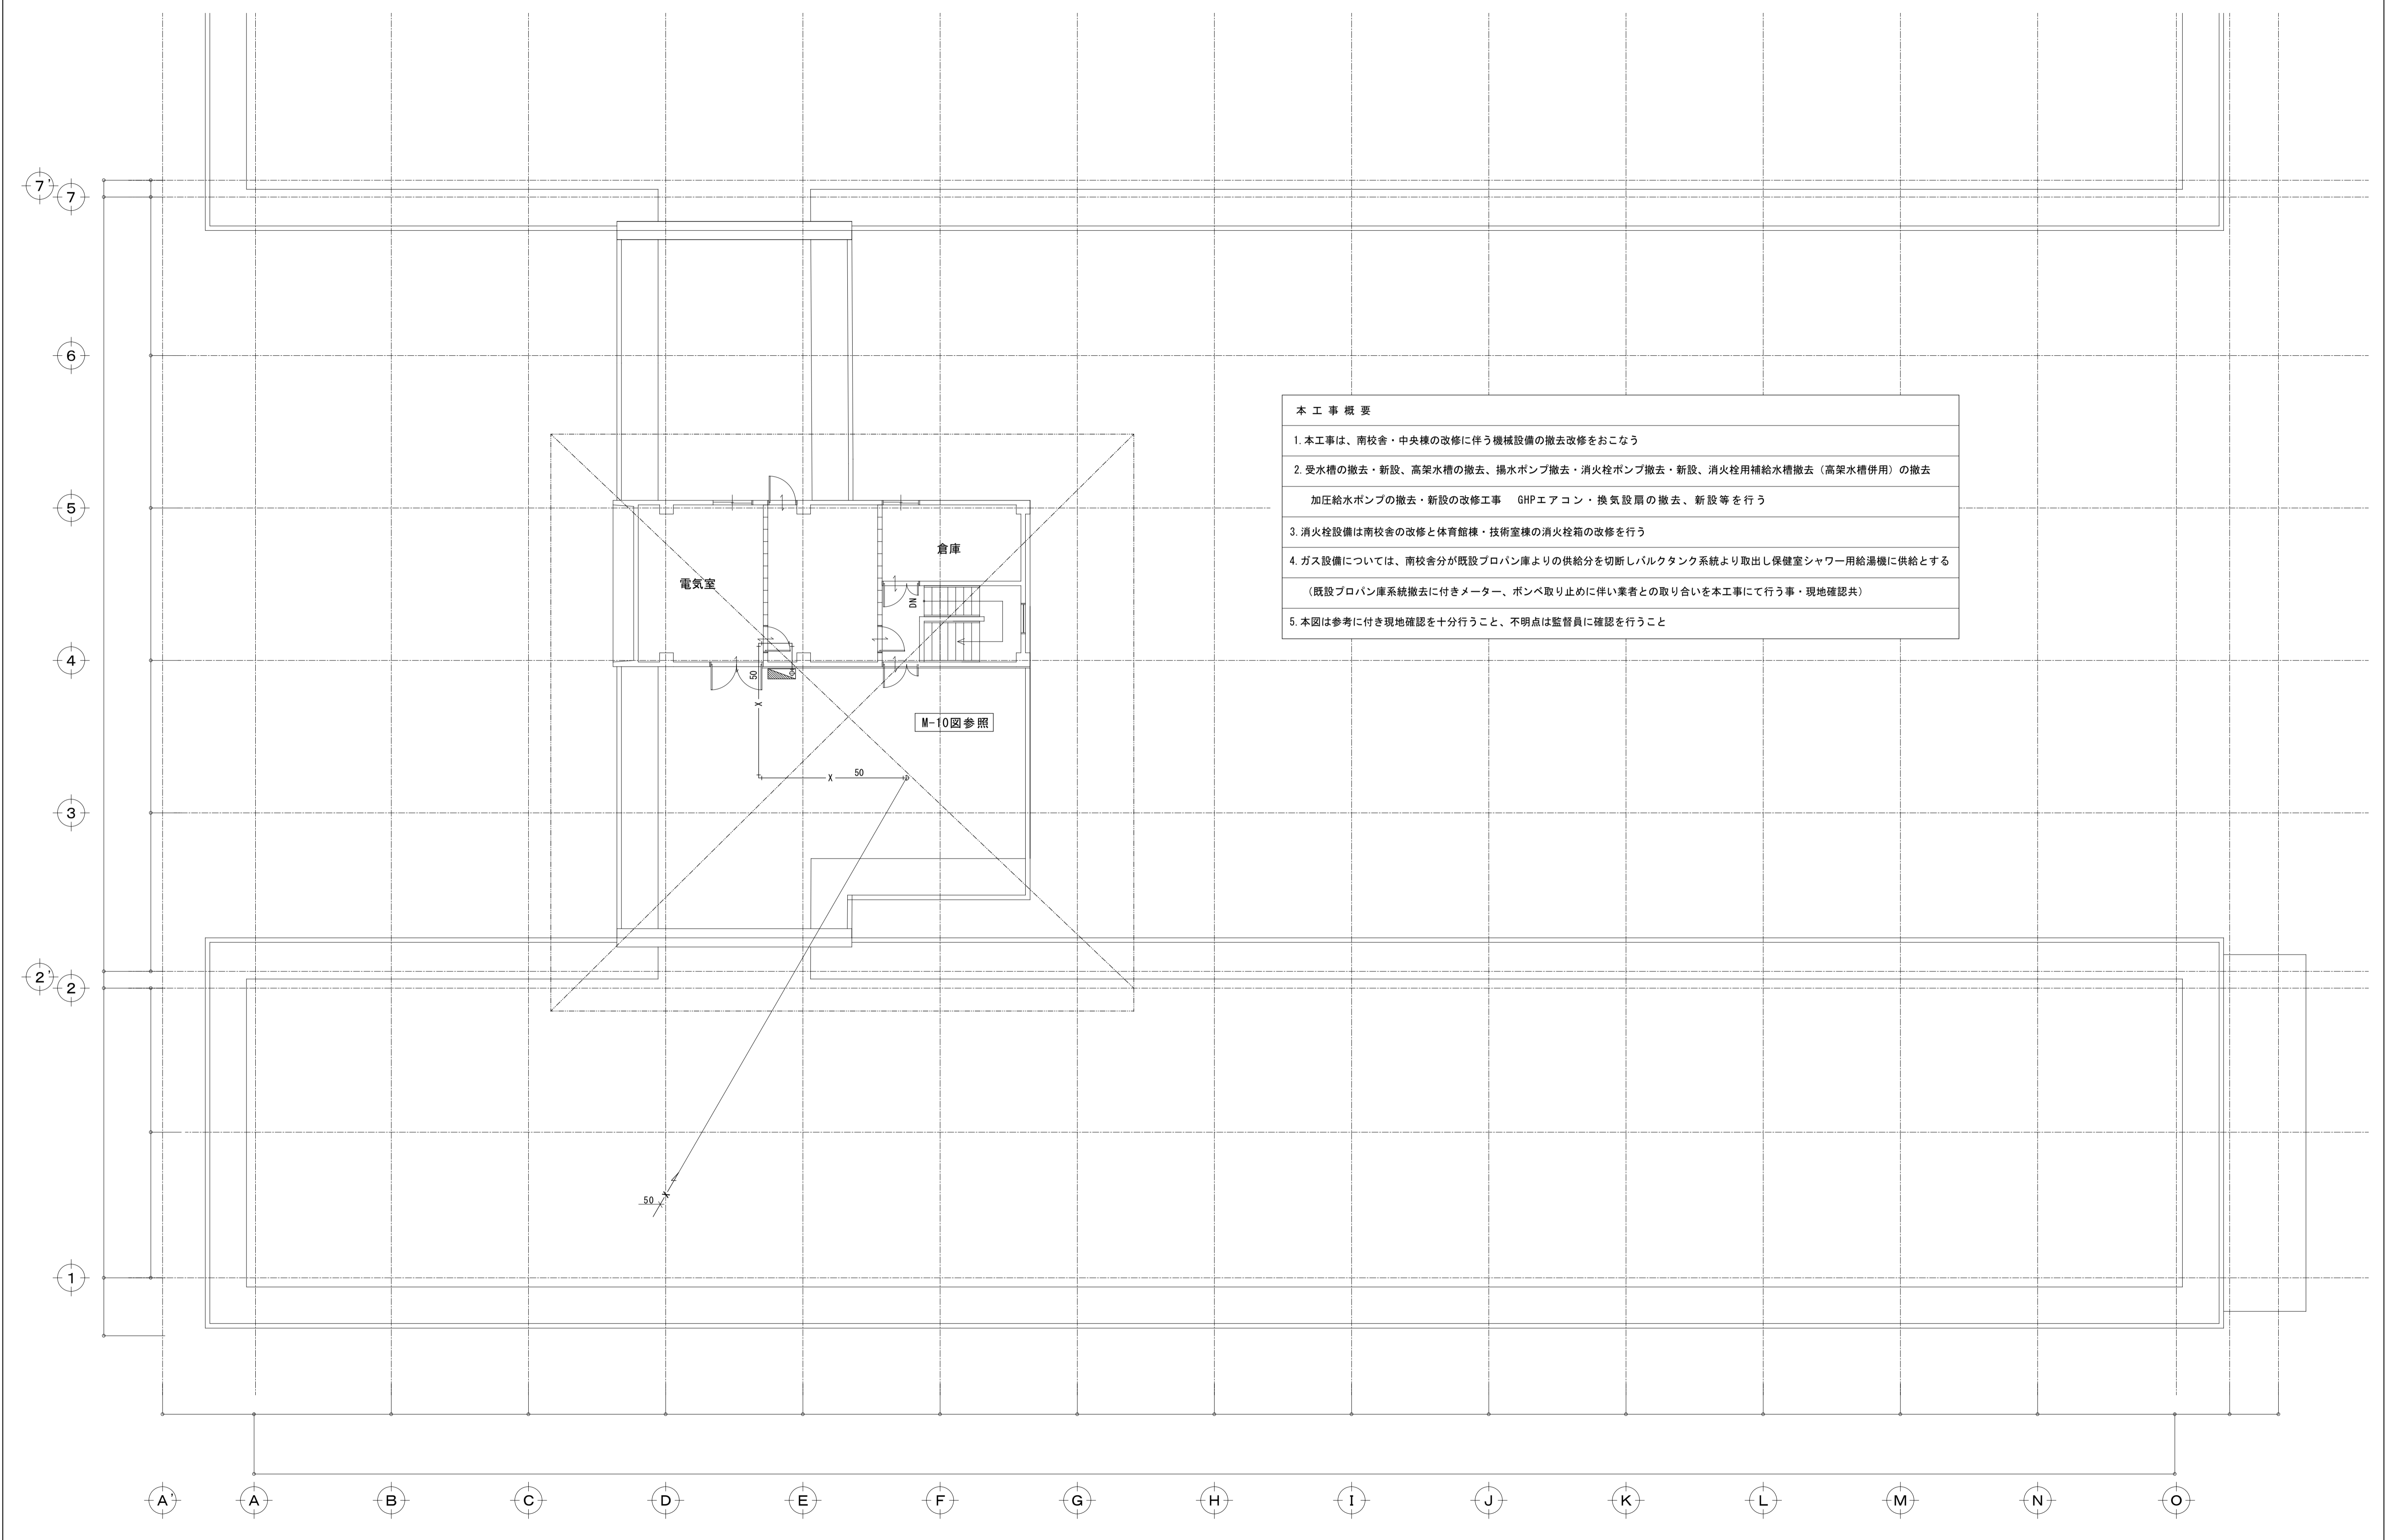 7'
7
6
本工事概要
1. 本工事は、南校舎・中央棟の改修に伴う機械設備の撤去改修をおこなう
2. 受水槽の撤去・新設、高架水槽の撤去、揚水ポンプ撤去・消火栓ポンプ撤去・新設、消火栓用補給水槽撤去（高架水槽併用）の撤去
加圧給水ポンプの撤去・新設の改修工事 GHPエアコン・換気設扇の撤去、新設等を行う
3. 消火栓設備は南校舎の改修と体育館棟・技術室棟の消火栓箱の改修を行う
4. ガス設備については、南校舎分が既設プロパン庫よりの供給分を切断しバルクタンク系統より取出し保健室シャワー用給湯機に供給とする
（既設プロパン庫系統撤去に付きメーター、ボンベ取り止めに伴い業者との取り合いを本工事にて行う事・現地確認共）
5. 本図は参考に付き現地確認を十分行うこと、不明点は監督員に確認を行うこと
5
倉庫
電気室
DN
4
50
M-10図参照
X
X 50
3
2'
2
50
X
1
A' A B C D E F G H I J K L M N O